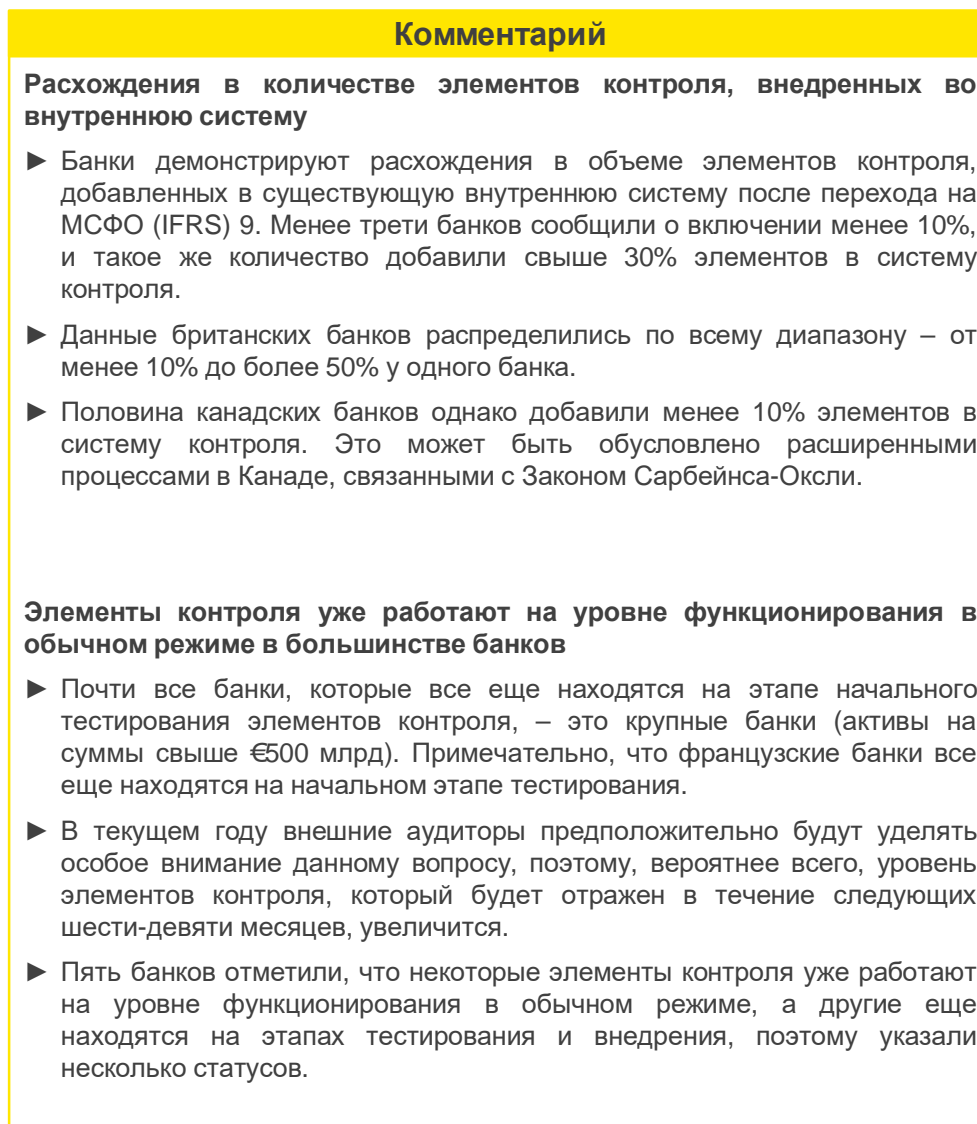 Комментарий
Расхождения в количестве элементов контроля, внедренных во
внутреннюю систему
► Банки демонстрируют расхождения в объеме элементов контроля,
добавленных в существующую внутреннюю систему после перехода на
МСФО (IFRS) 9. Менее трети банков сообщили о включении менее 10%,
и такое же количество добавили свыше 30% элементов в систему
контроля.
► Данные британских банков распределились по всему диапазону – от
менее 10% до более 50% у одного банка.
► Половина канадских банков однако добавили менее 10% элементов в
систему контроля. Это может быть обусловлено расширенными
процессами в Канаде, связанными с Законом Сарбейнса-Оксли.
Элементы контроля уже работают на уровне функционирования в
обычном режиме в большинстве банков
► Почти все банки, которые все еще находятся на этапе начального
тестирования элементов контроля, – это крупные банки (активы на
суммы свыше €500 млрд). Примечательно, что французские банки все
еще находятся на начальном этапе тестирования.
► В текущем году внешние аудиторы предположительно будут уделять
особое внимание данному вопросу, поэтому, вероятнее всего, уровень
элементов контроля, который будет отражен в течение следующих
шести-девяти месяцев, увеличится.
► Пять банков отметили, что некоторые элементы контроля уже работают
на уровне функционирования в обычном режиме, а другие еще
находятся на этапах тестирования и внедрения, поэтому указали
несколько статусов.